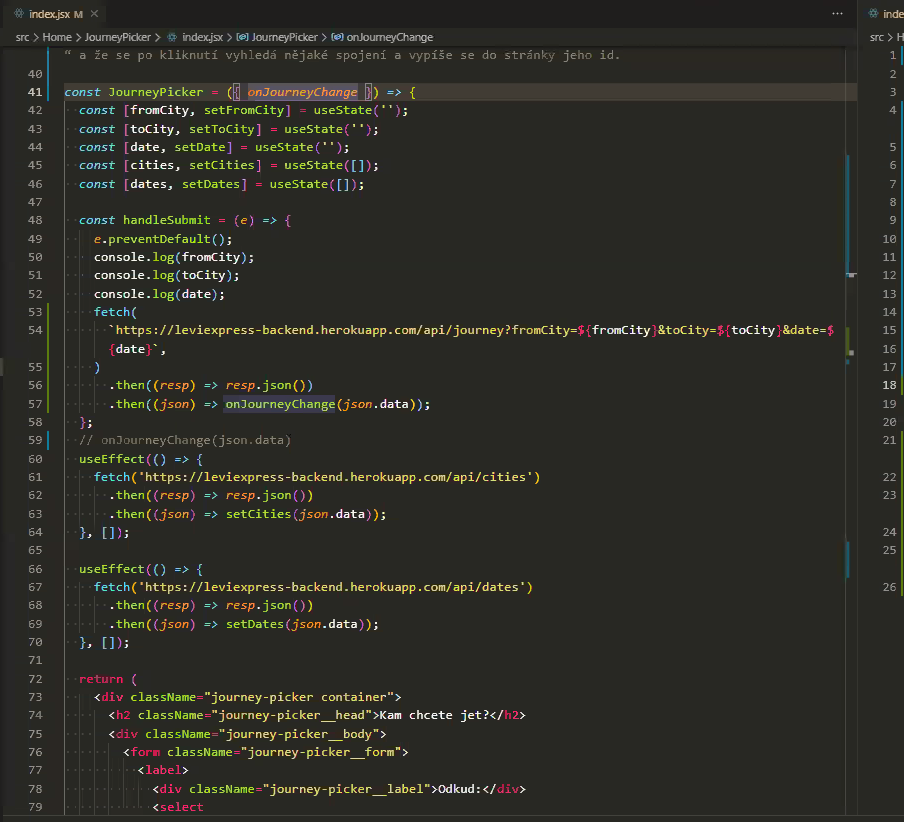 index.jsx M ×
···
index
src > Home > JourneyPicker > index.jsx > JourneyPicker > onJourneyChange
src > H
“ a že se po kliknutí vyhledá nějaké spojení a vypíše se do stránky jeho id.
40
41 const JourneyPicker = ({ onJourneyChange }) => {
42 const [fromCity, setFromCity] = useState('');
43 const [toCity, setToCity] = useState('');
44 const [date, setDate] = useState('');
45 const [cities, setCities] = useState([]);
46 const [dates, setDates] = useState([]);
47
48 const handleSubmit = (e) => {
49 e.preventDefault();
50 console.log(fromCity);
51 console.log(toCity);
52 console.log(date);
53 fetch(
54 `https://leviexpress-backend.herokuapp.com/api/journey?fromCity=${fromCity}&toCity=${toCity}&date=$
{date}`,
55 )
56 .then((resp) => resp.json())
57 .then((json) => onJourneyChange(json.data));
58 };
59 // onJourneyChange(json.data)
60 useEffect(() => {
61 fetch('https://leviexpress-backend.herokuapp.com/api/cities')
62 .then((resp) => resp.json())
63 .then((json) => setCities(json.data));
64 }, []);
65
66 useEffect(() => {
67 fetch('https://leviexpress-backend.herokuapp.com/api/dates')
68 .then((resp) => resp.json())
69 .then((json) => setDates(json.data));
70 }, []);
71
72 return (
73 <div className="journey-picker container">
74 <h2 className="journey-picker__head">Kam chcete jet?</h2>
75 <div className="journey-picker__body">
76 <form className="journey-picker__form">
77 <label>
78 <div className="journey-picker__label">Odkud:</div>
79 <select
1
2
3
4
5
6
7
8
9
10
11
12
13
14
15
16
17
18
19
20
21
22
23
24
25
26